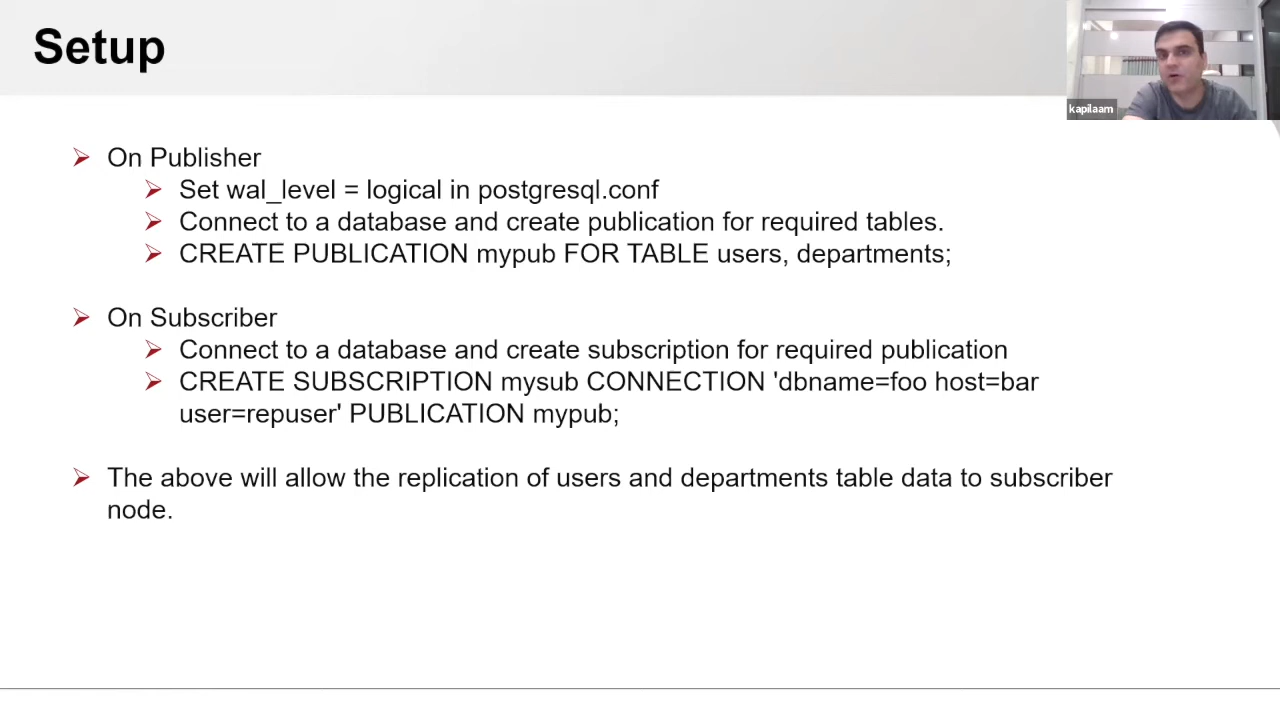 Setup
kapilaam
On Publisher
Set wal_level = logical in postgresql.conf
Connect to a database and create publication for required tables.
CREATE PUBLICATION mypub FOR TABLE users, departments;
On Subscriber
Connect to a database and create subscription for required publication
CREATE SUBSCRIPTION mysub CONNECTION 'dbname=foo host=bar
user=repuser' PUBLICATION mypub;
The above will allow the replication of users and departments table data to subscriber
node.